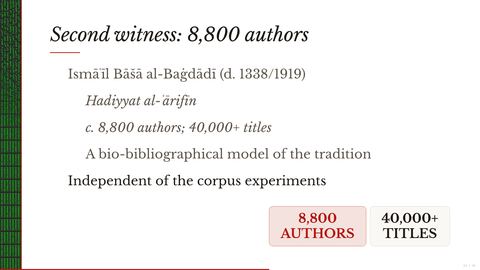 Second witness: 8,800 authors
Ismāʿīl Bāšā al-Baġdādī (d. 1338/1919)
Hadiyyat al-ʿārifīn
c. 8,800 authors; 40,000+ titles
A bio-bibliographical model of the tradition
Independent of the corpus experiments
8,800
AUTHORS
40,000+
TITLES